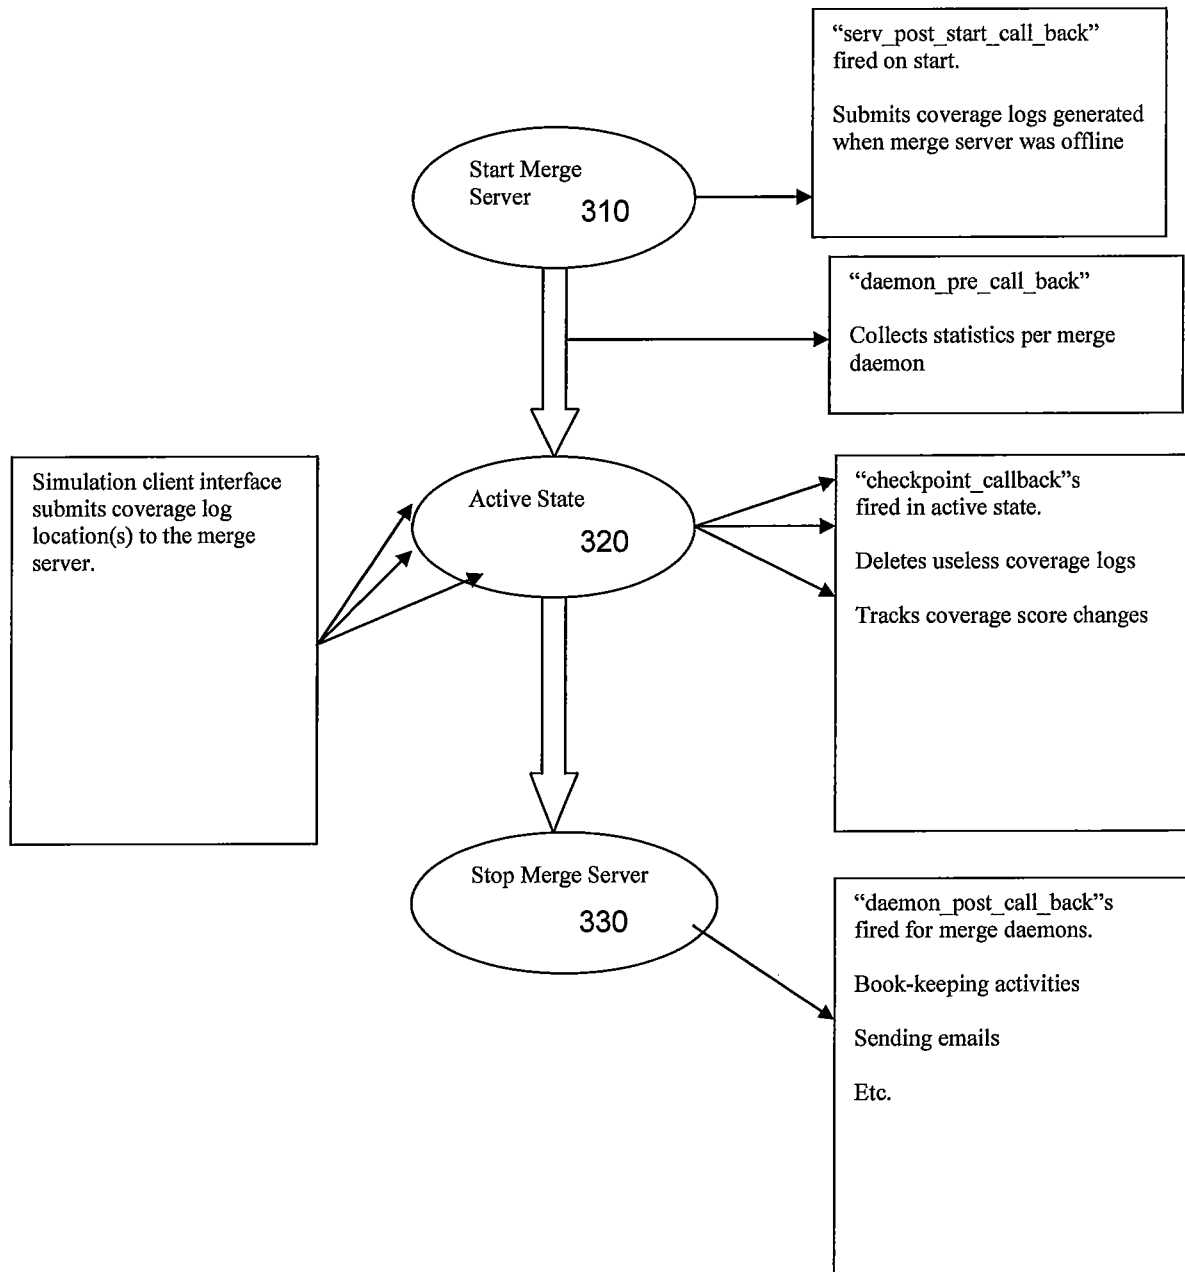 “serv_post_start_call_back”
fired on start.
Submits coverage logs generated
when merge server was offline
Start Merge
Server
310
“daemon_pre_call_back”
Collects statistics per merge
daemon
Simulation client interface
submits coverage log
location(s) to the merge
server.
Active State
320
“checkpoint_callback”s
fired in active state.
Deletes useless coverage logs
Tracks coverage score changes
Stop Merge Server
330
“daemon_post_call_back”s
fired for merge daemons.
Book-keeping activities
Sending emails
Etc.